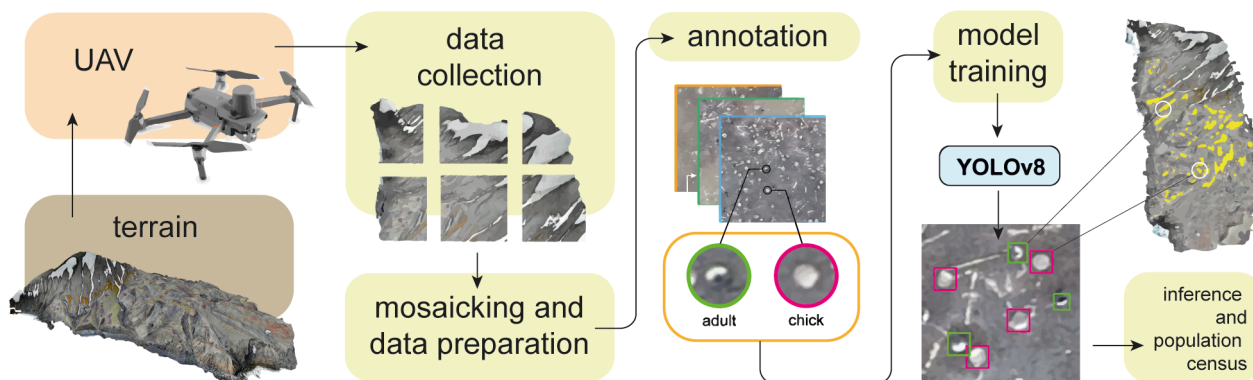 UAV
terrain
data
collection
mosaicking and
data preparation
annotation
adult
chick
model
training
YOLOv8
inference
and
population
census